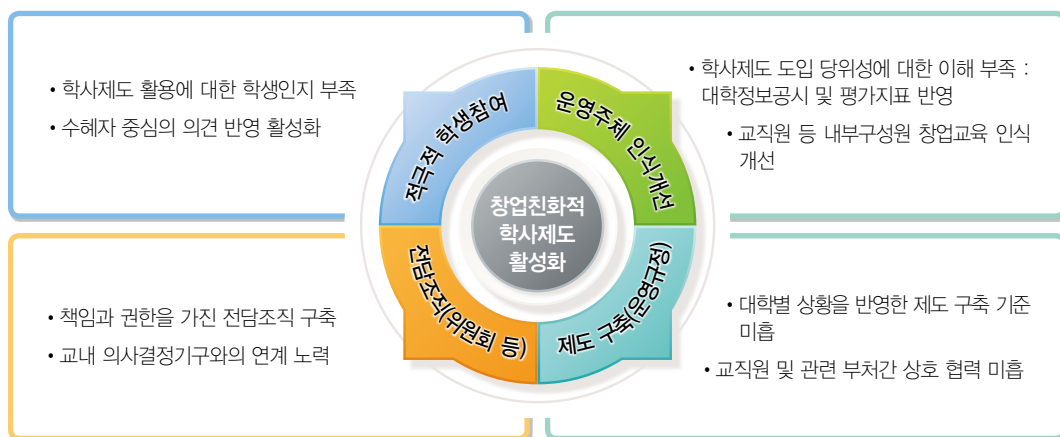 • 학사제도 활용에 대한 학생인지 부족
• 수혜자 중심의 의견 반영 활성화
• 학사제도 도입 당위성에 대한 이해 부족 :
대학정보공시 및 평가지표 반영
• 교직원 등 내부구성원 창업교육 인식
개선
적극적 학생참여
운영주체 인식개선
창업친화적
학사제도
활성화
전담조직(위원회 등)
제도 구축(운영규정)
• 책임과 권한을 가진 전담조직 구축
• 교내 의사결정기구와의 연계 노력
• 대학별 상황을 반영한 제도 구축 기준
미흡
• 교직원 및 관련 부처간 상호 협력 미흡